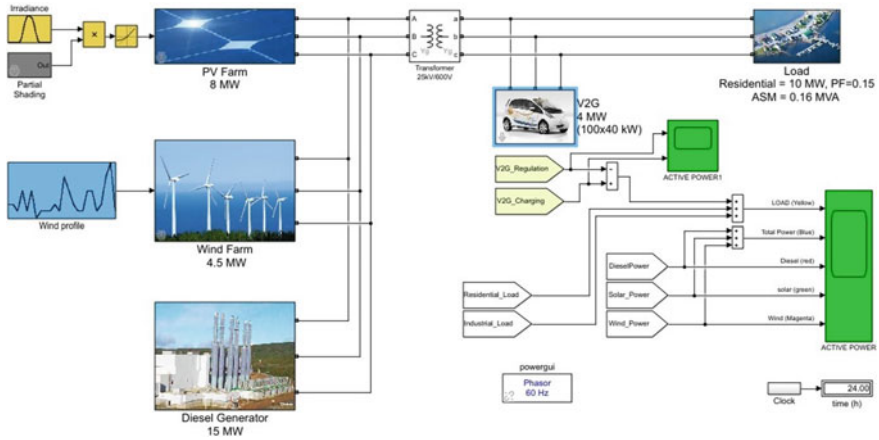 Irradiance
×
Out
Partial
Shading
PV Farm
8 MW
A
B
C
Yg
Yg
a
b
c
Transformer
25kV/600V
Load
Residential = 10 MW, PF=0.15
ASM = 0.16 MVA
V2G
4 MW
(100x40 kW)
V2G_Regulation
V2G_Charging
ACTIVE POWER1
Wind profile
Wind Farm
4.5 MW
LOAD (Yellow)
Total Power (Blue)
Diesel (red)
solar (green)
Wind (Magenta)
DieselPower
Solar_Power
Wind_Power
Residential_Load
Industrial_Load
ACTIVE POWER
Diesel Generator
15 MW
powergui
Phasor
60 Hz
Clock
24.00
time (h)